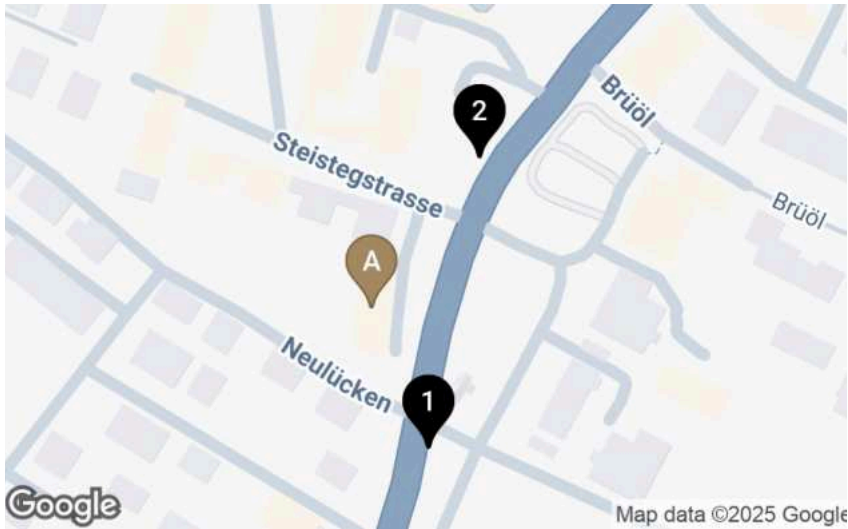 2
Brüöl
Steistegstrasse
Brüöl
A
Neulücken
1
Google
Map data ©2025 Google